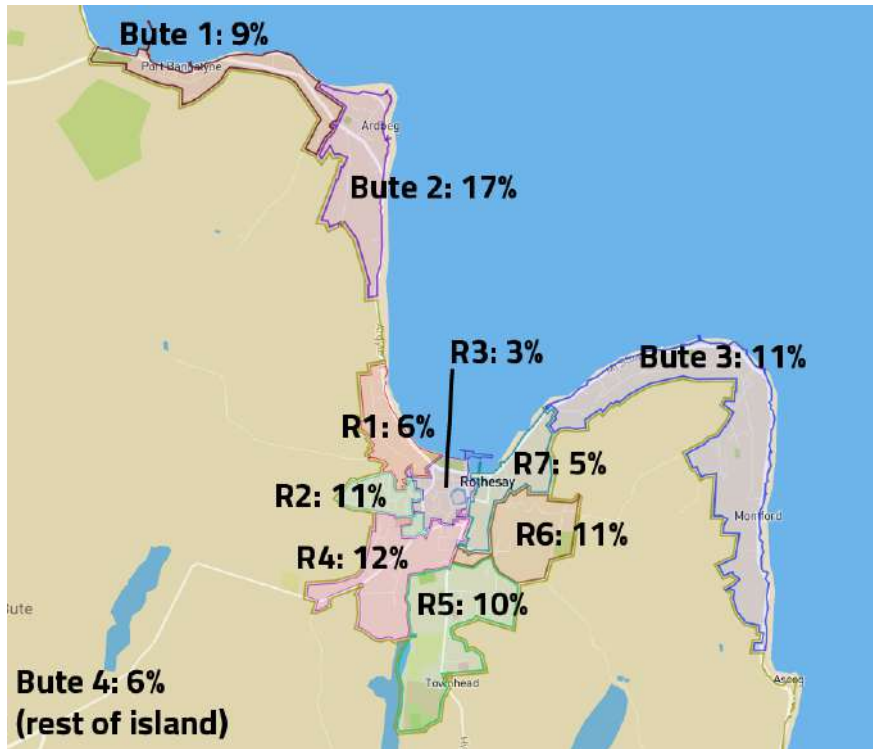 Bute 1: 9%
Port Bannatyne
Ardbeg
Bute 2: 17%
R3: 3%
Bute 3: 11%
R1: 6%
R7: 5%
Rothesay
R2: 11%
R6: 11%
Montford
R4: 12%
R5: 10%
Bute
Bute 4: 6%
(rest of island)
Townhead
Ascog